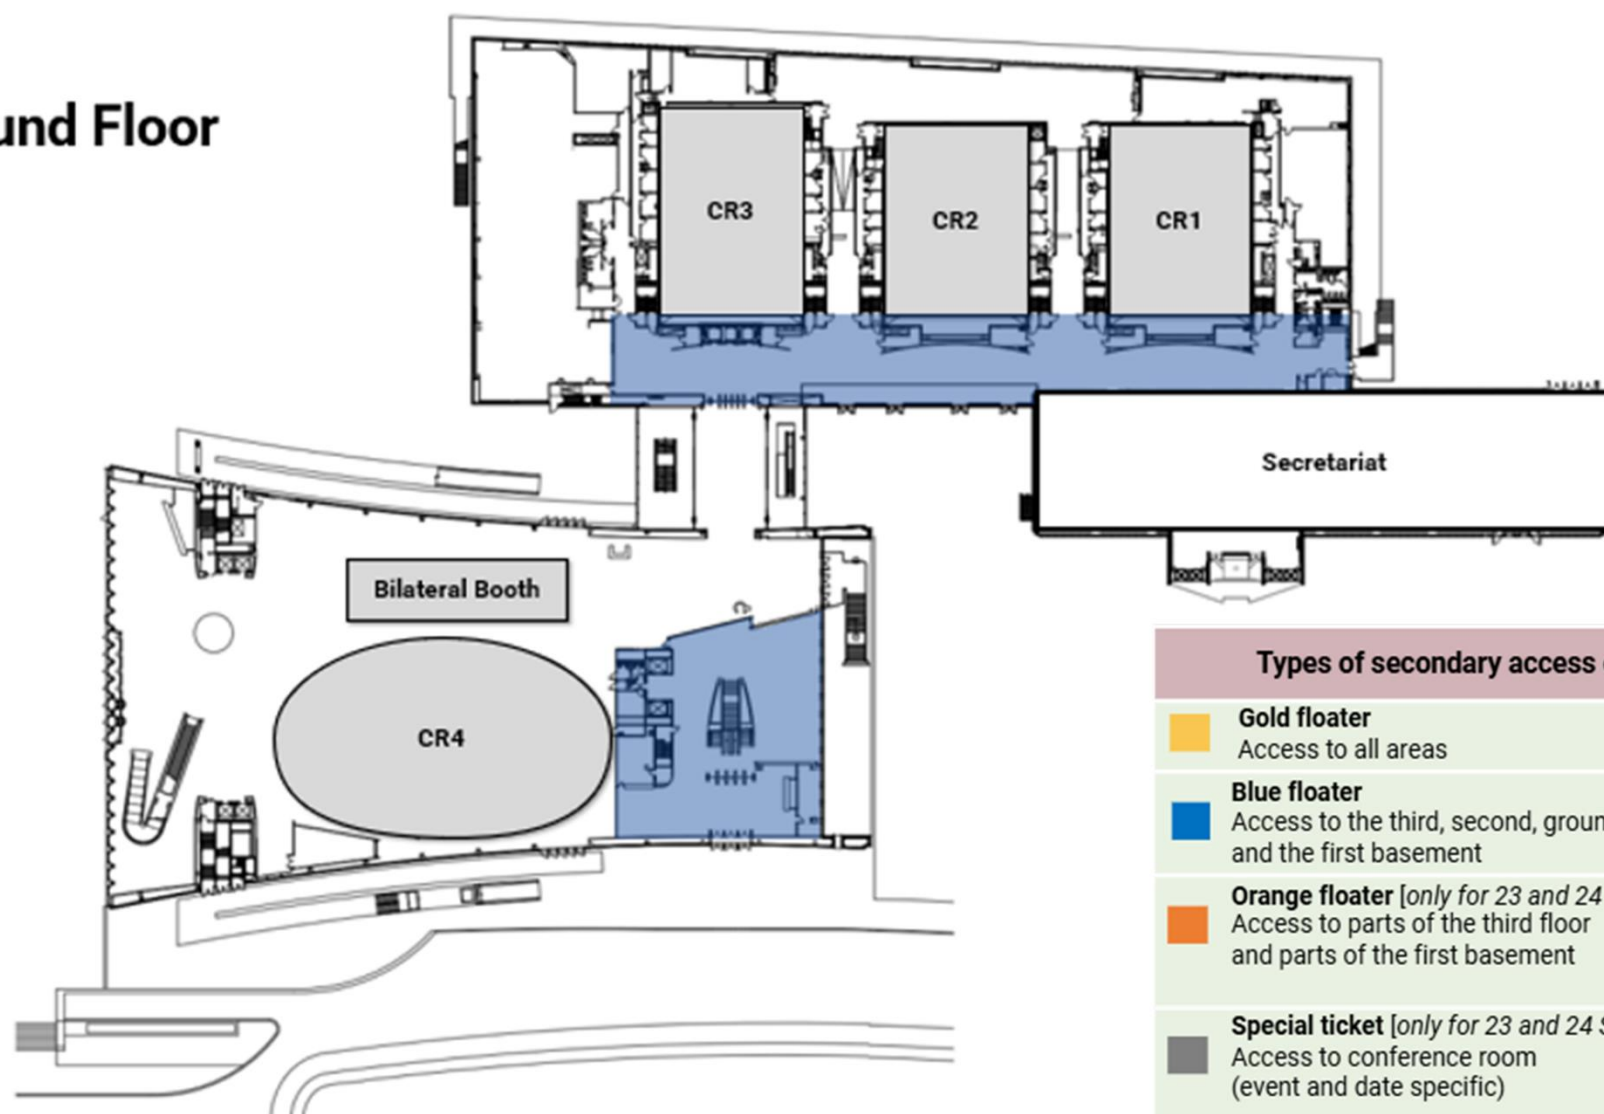 und Floor
CR3
CR2
CR1
Secretariat
Bilateral Booth
CR4
Types of secondary access
Gold floater
Access to all areas
Blue floater
Access to the third, second, groun
and the first basement
Orange floater [only for 23 and 24
Access to parts of the third floor
and parts of the first basement
Special ticket [only for 23 and 24 S
Access to conference room
(event and date specific)